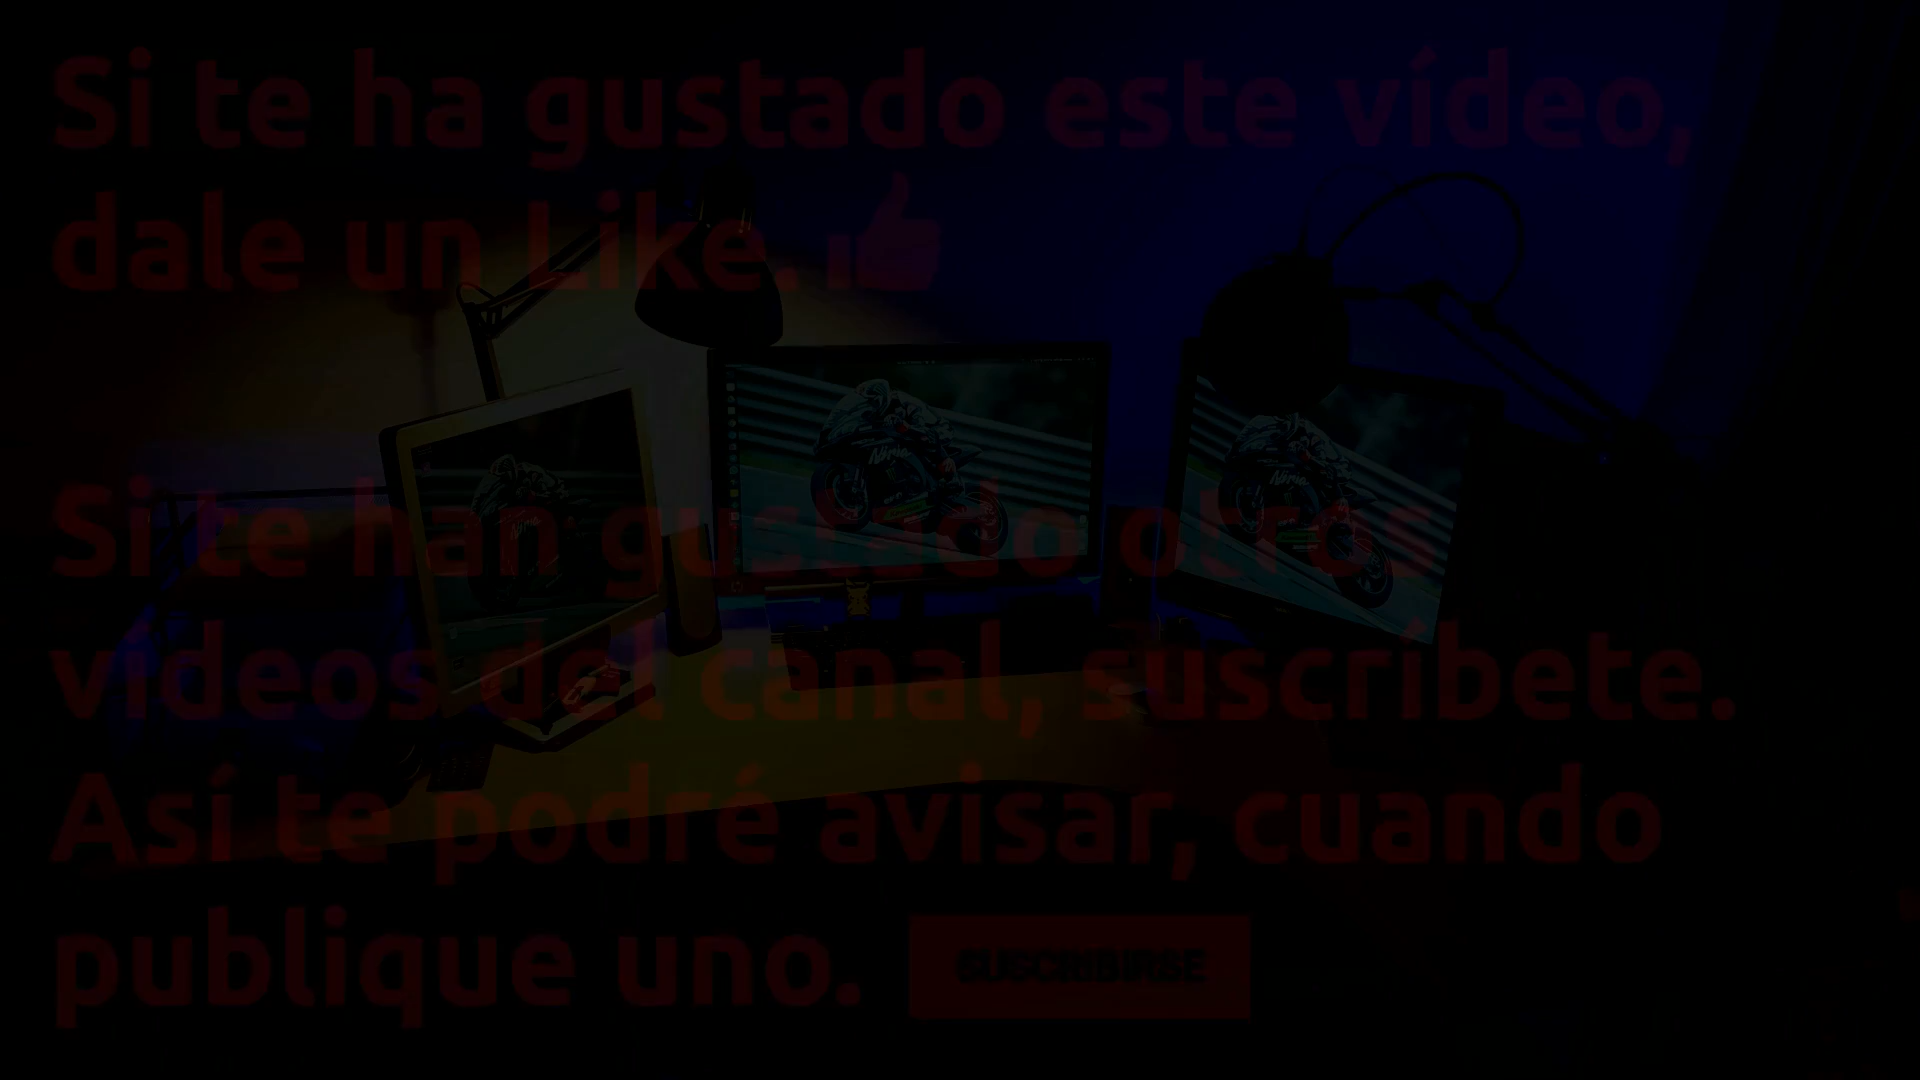 Si te ha gustado este vídeo,
dale un Like.
Ninja
Ninja
Ninja
Si te han gustado otros
vídeos del canal, suscríbete.
Así te podré avisar, cuando
publique uno.
SUSCRIBIRSE